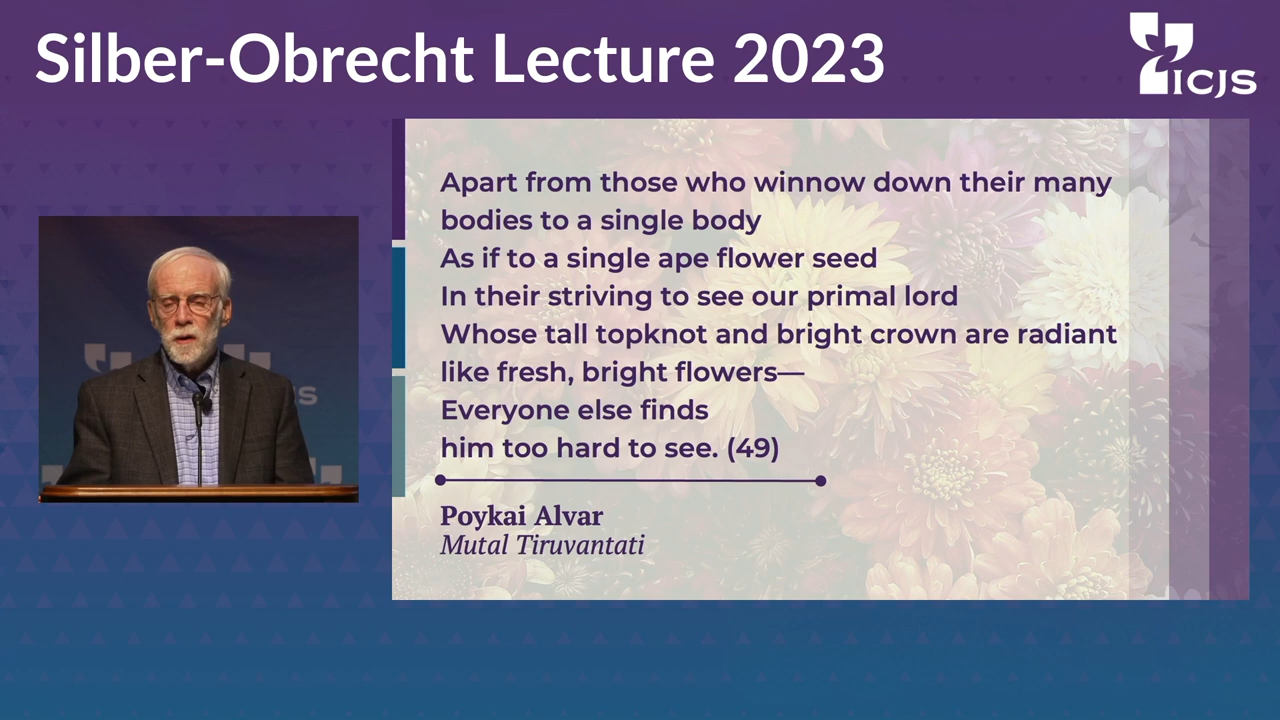 Silber-Obrecht Lecture 2023
ICJS
Apart from those who winnow down their many
bodies to a single body
As if to a single ape flower seed
In their striving to see our primal lord
Whose tall topknot and bright crown are radiant
like fresh, bright flowers—
Everyone else finds
him too hard to see. (49)
Poykai Alvar
Mutal Tiruvantati